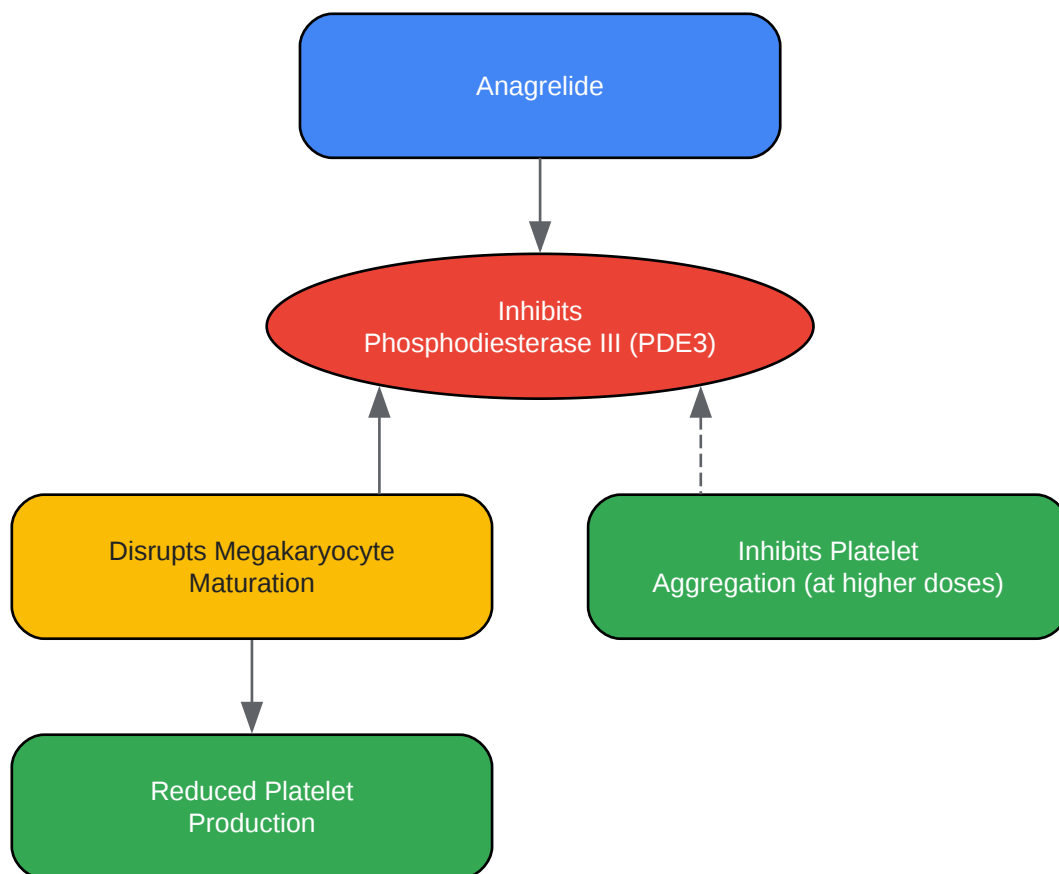 Anagrelide
Inhibits
Phosphodiesterase III (PDE3)
Disrupts Megakaryocyte
Maturation
Inhibits Platelet
Aggregation (at higher doses)
Reduced Platelet
Production